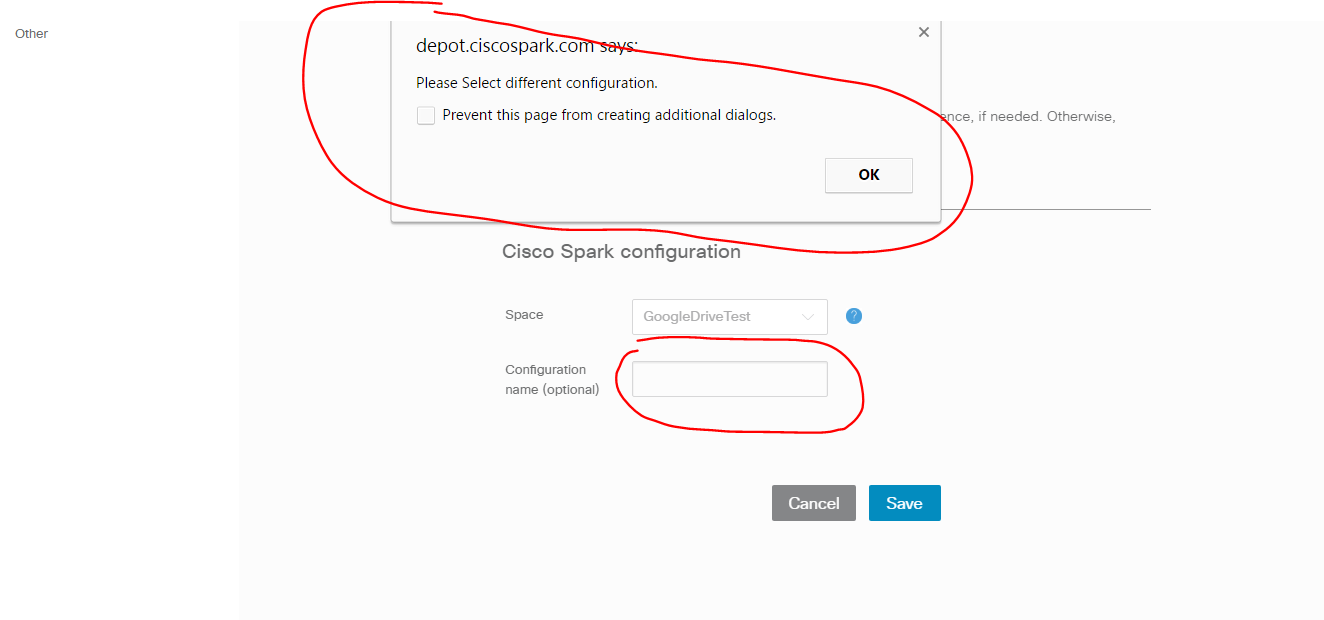 Other
depot.ciscospark.com says:
Please Select different configuration.
Prevent this page from creating additional dialogs.
ence, if needed. Otherwise,
OK
Cisco Spark configuration
Space
GoogleDriveTest
?
Configuration
name (optional)
Cancel
Save